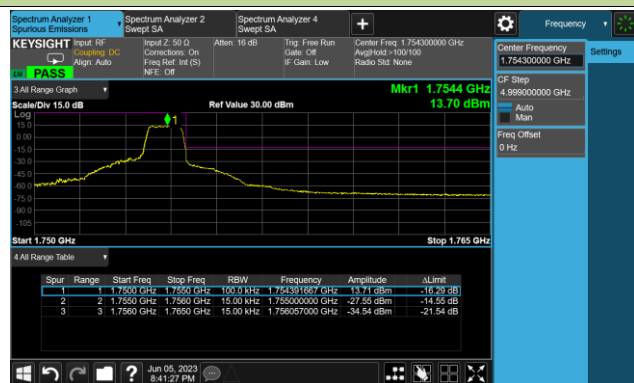 Spectrum Analyzer 1
Spurious Emissions
Spectrum Analyzer 2
Swept SA
Spectrum Analyzer 4
Swept SA
+
Frequency
KEYSIGHT
Input: RF
Coupling: DC
Align: Auto
Input Z: 50 Ω
Corrections: On
Freq Ref: Int (S)
NFE: Off
Atten: 16 dB
Trig: Free Run
Gate: Off
IF Gain: Low
Center Freq: 1.754300000 GHz
Avg|Hold:>100/100
Radio Std: None
PASS
Center Frequency
1.754300000 GHz
Settings
CF Step
4.999000000 GHz
Auto
Man
Freq Offset
0 Hz
3 All Range Graph
Mkr1 1.7544 GHz
Scale/Div 15.0 dB
Ref Value 30.00 dBm
13.70 dBm
Log
15.0
0.00
-15.0
-30.0
-45.0
-60.0
-75.0
-90.0
-105
1
Start 1.750 GHz
Stop 1.765 GHz
4 All Range Table
Spur Range Start Freq Stop Freq RBW Frequency Amplitude ΔLimit
1 1 1.7500 GHz 1.7550 GHz 100.0 kHz 1.754391667 GHz 13.71 dBm -16.29 dB
2 2 1.7550 GHz 1.7560 GHz 15.00 kHz 1.755000000 GHz -27.55 dBm -14.55 dB
3 3 1.7560 GHz 1.7650 GHz 15.00 kHz 1.756057000 GHz -34.54 dBm -21.54 dB
?
Jun 05, 2023
8:41:27 PM